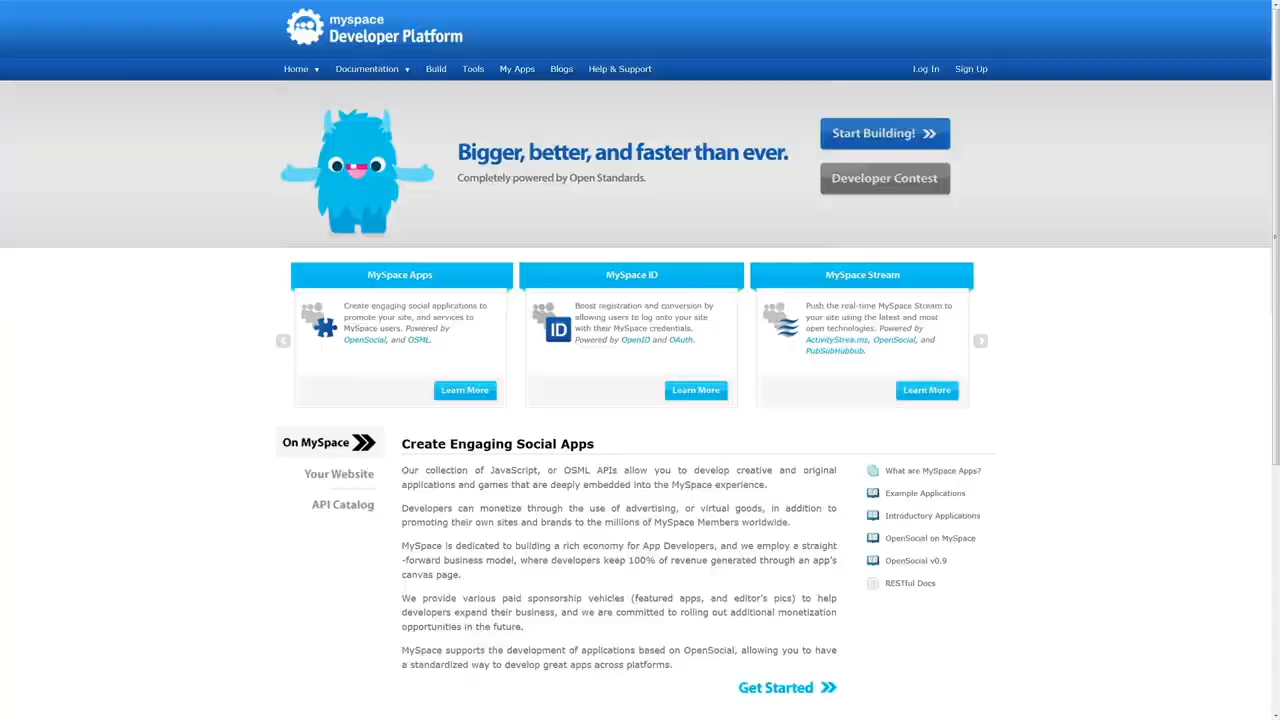 myspace
Developer Platform
Home
Documentation
Build
Tools
My Apps
Blogs
Help & Support
Log In
Sign Up
Bigger, better, and faster than ever.
Completely powered by Open Standards.
Start Building!
Developer Contest
MySpace Apps
Create engaging social applications to
promote your site, and services to
MySpace users. Powered by
OpenSocial, and OSML.
Learn More
MySpace ID
ID
Boost registration and conversion by
allowing users to log onto your site
with their MySpace credentials.
Powered by OpenID and OAuth.
Learn More
MySpace Stream
Push the real-time MySpace Stream to
your site using the latest and most
open technologies. Powered by
ActivityStrea.ms, OpenSocial, and
PubSubHubbub.
Learn More
On MySpace
Your Website
API Catalog
Create Engaging Social Apps
Our collection of JavaScript, or OSML APIs allow you to develop creative and original
applications and games that are deeply embedded into the MySpace experience.
Developers can monetize through the use of advertising, or virtual goods, in addition to
promoting their own sites and brands to the millions of MySpace Members worldwide.
MySpace is dedicated to building a rich economy for App Developers, and we employ a straight
-forward business model, where developers keep 100% of revenue generated through an app's
canvas page.
We provide various paid sponsorship vehicles (featured apps, and editor's pics) to help
developers expand their business, and we are committed to rolling out additional monetization
opportunities in the future.
MySpace supports the development of applications based on OpenSocial, allowing you to have
a standardized way to develop great apps across platforms.
Get Started
What are MySpace Apps?
Example Applications
Introductory Applications
OpenSocial on MySpace
OpenSocial v0.9
RESTful Docs